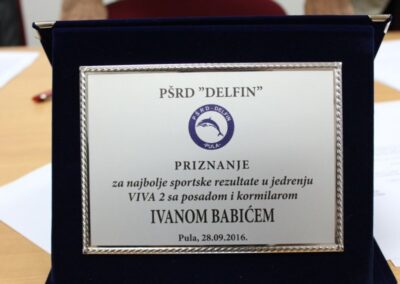 PŠRD ”DELFIN”
PŠRD-DELFIN
-PULA-
PRIZNANJE
za najbolje sportske rezultate u jedrenju
VIVA 2 sa posadom i kormilarom
IVANOM BABIĆEM
Pula, 28.09.2016.